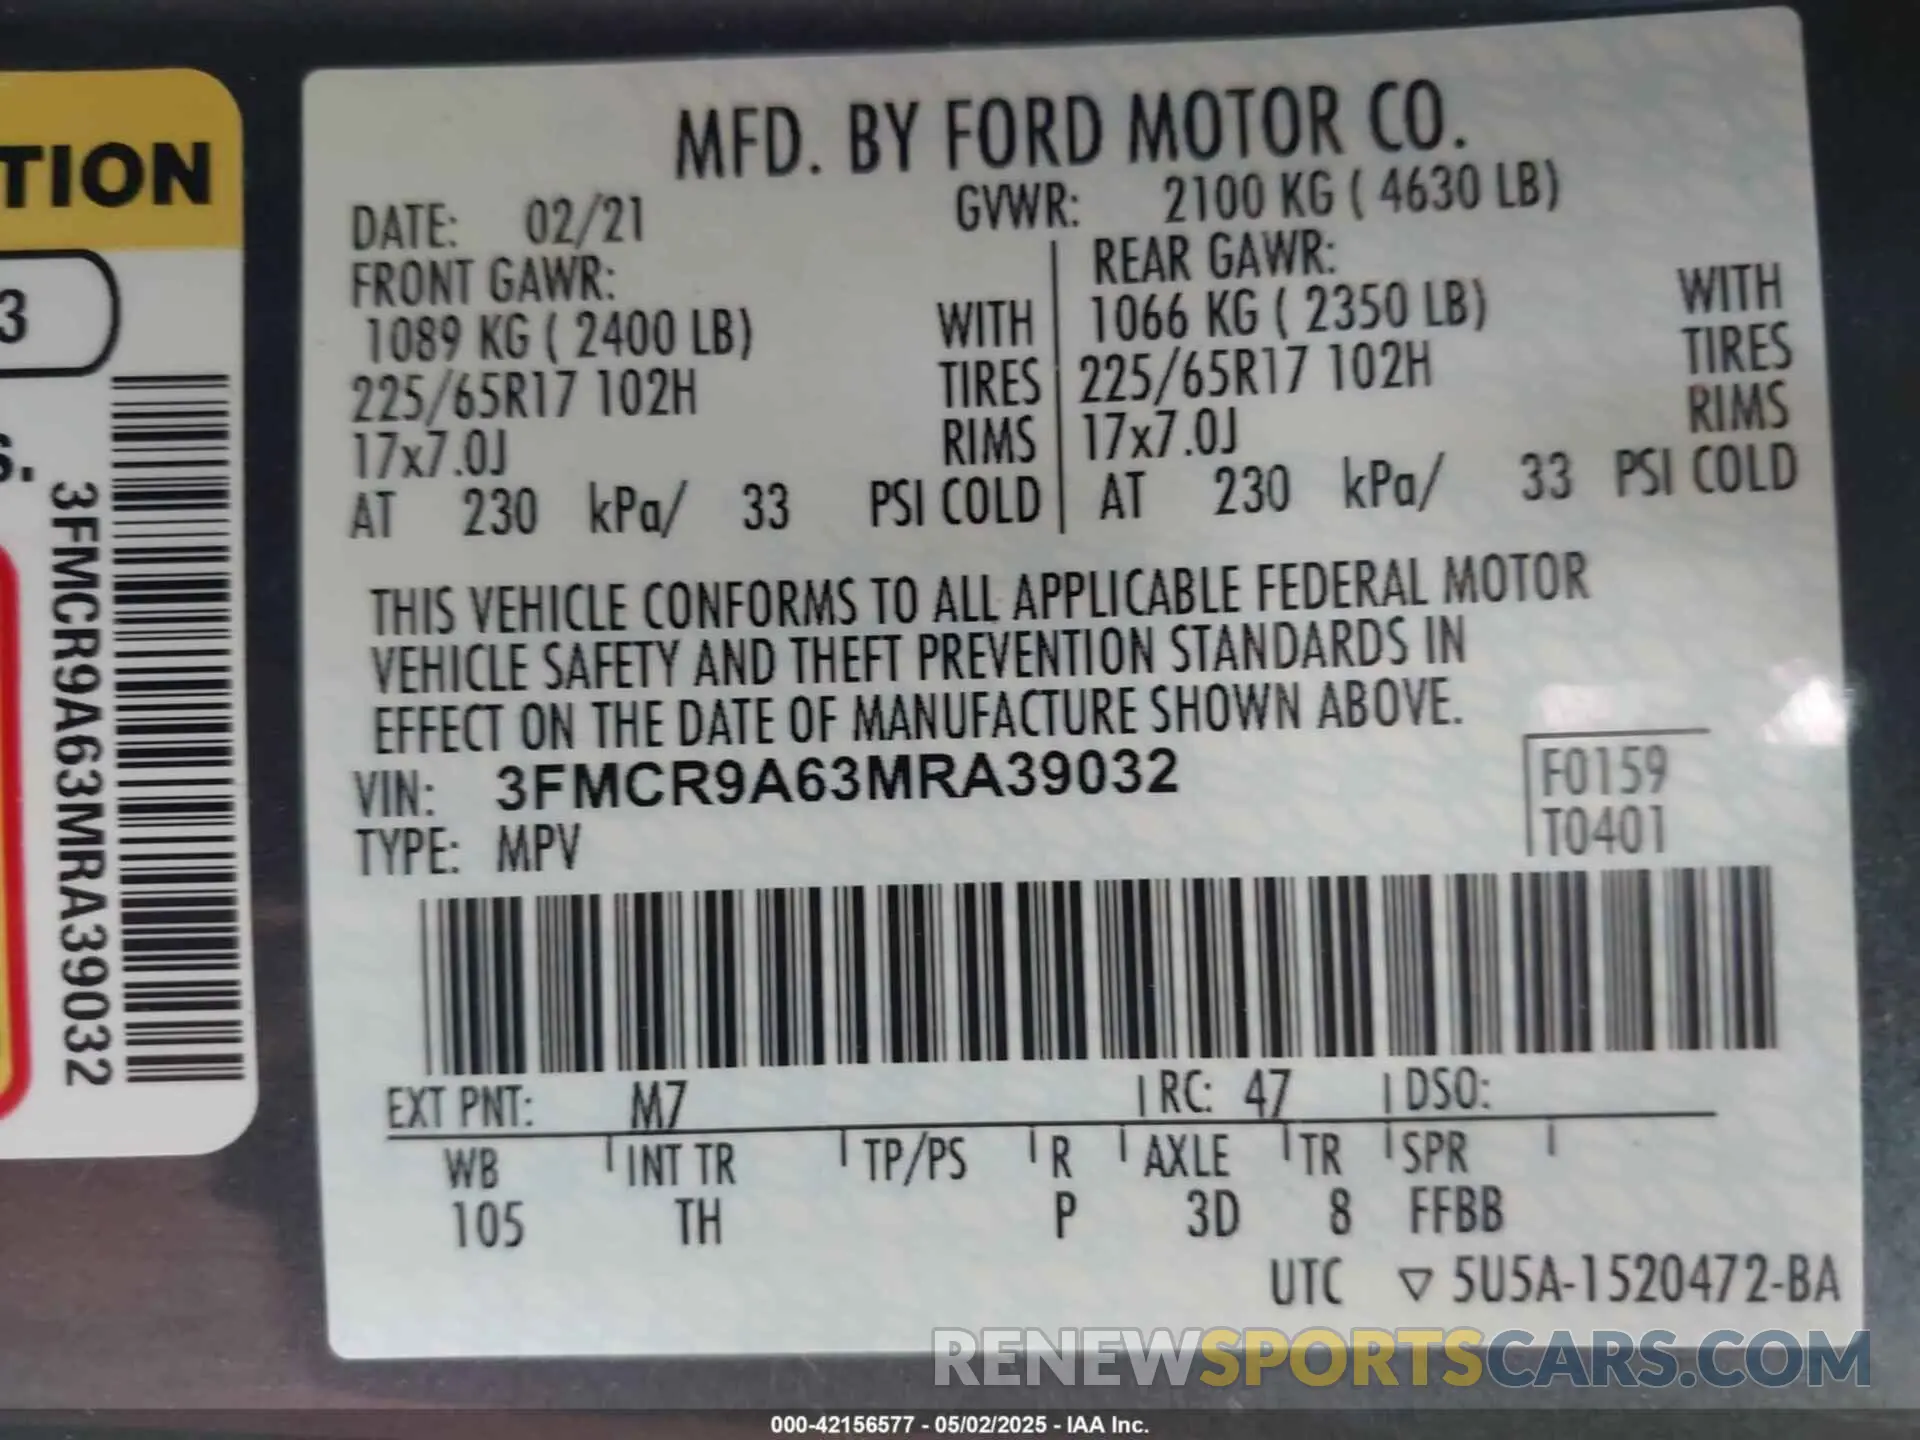 TION
3
S.
3FMCR9A63MRA39032
MFD. BY FORD MOTOR CO.
DATE: 02/21 GVWR: 2100 KG ( 4630 LB)
FRONT GAWR: REAR GAWR:
1089 KG ( 2400 LB) WITH 1066 KG ( 2350 LB) WITH
225/65R17 102H TIRES 225/65R17 102H TIRES
17x7.0J RIMS 17x7.0J RIMS
AT 230 kPa/ 33 PSI COLD AT 230 kPa/ 33 PSI COLD
THIS VEHICLE CONFORMS TO ALL APPLICABLE FEDERAL MOTOR
VEHICLE SAFETY AND THEFT PREVENTION STANDARDS IN
EFFECT ON THE DATE OF MANUFACTURE SHOWN ABOVE.
VIN: 3FMCR9A63MRA39032 F0159
TYPE: MPV T0401
EXT PNT: M7 RC: 47 DSO:
WB INT TR TP/PS R AXLE TR SPR
105 TH P 3D 8 FFBB
UTC ▽ 5U5A-1520472-BA
RENEWSPORTSCARS.COM
000-42156577 - 05/02/2025 - IAA Inc.